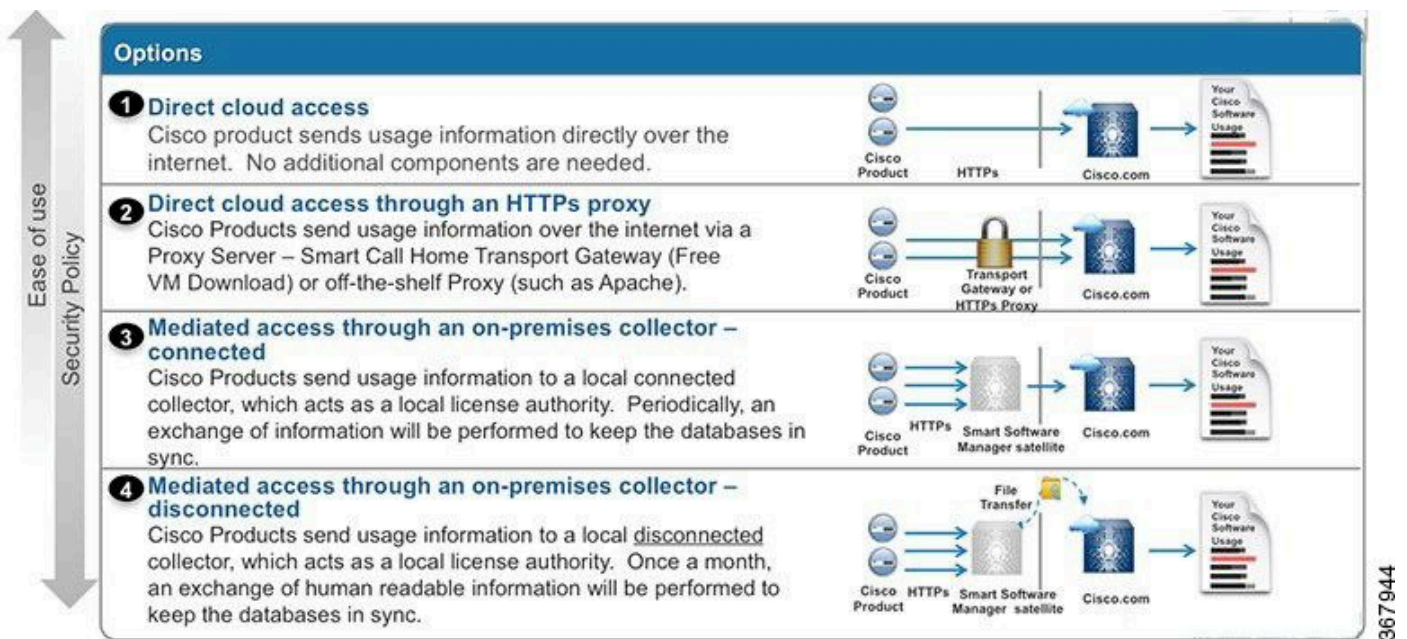 Options
Ease of use
Security Policy
1 Direct cloud access
Cisco product sends usage information directly over the
internet. No additional components are needed.
Cisco
Product
HTTPs
Cisco.com
Your
Cisco
Software
Usage
2 Direct cloud access through an HTTPs proxy
Cisco Products send usage information over the internet via a
Proxy Server – Smart Call Home Transport Gateway (Free
VM Download) or off-the-shelf Proxy (such as Apache).
Cisco
Product
Transport
Gateway or
HTTPs Proxy
Cisco.com
Your
Cisco
Software
Usage
3 Mediated access through an on-premises collector –
connected
Cisco Products send usage information to a local connected
collector, which acts as a local license authority. Periodically, an
exchange of information will be performed to keep the databases in
sync.
Cisco
Product
HTTPs
Smart Software
Manager satellite
Cisco.com
Your
Cisco
Software
Usage
4 Mediated access through an on-premises collector –
disconnected
Cisco Products send usage information to a local disconnected
collector, which acts as a local license authority. Once a month,
an exchange of human readable information will be performed to
keep the databases in sync.
File
Transfer
Cisco
Product
HTTPs
Smart Software
Manager satellite
Cisco.com
Your
Cisco
Software
Usage
367944